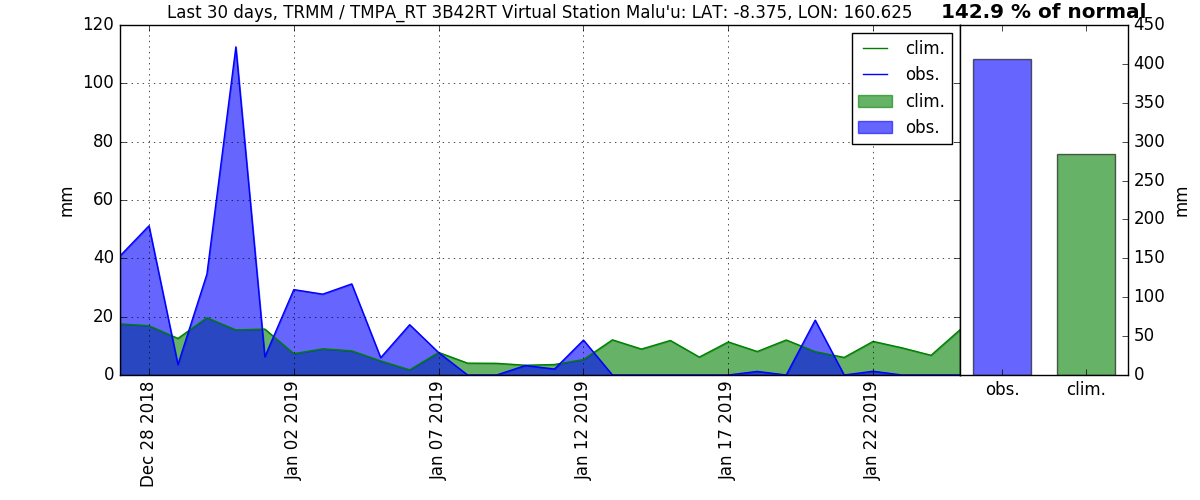 Last 30 days, TRMM / TMPA_RT 3B42RT Virtual Station Malu'u: LAT: -8.375, LON: 160.625
142.9 % of normal
120
100
80
60
40
20
0
mm
clim.
obs.
clim.
obs.
Dec 28 2018
Jan 02 2019
Jan 07 2019
Jan 12 2019
Jan 17 2019
Jan 22 2019
450
400
350
300
250
200
150
100
50
0
mm
obs.
clim.